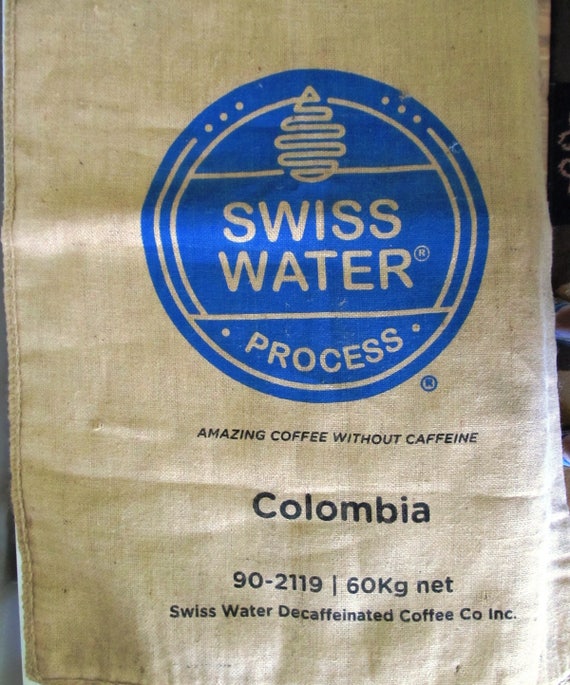 SWISS
WATER®
• PROCESS •
®
AMAZING COFFEE WITHOUT CAFFEINE
Colombia
90-2119 | 60Kg net
Swiss Water Decaffeinated Coffee Co Inc.